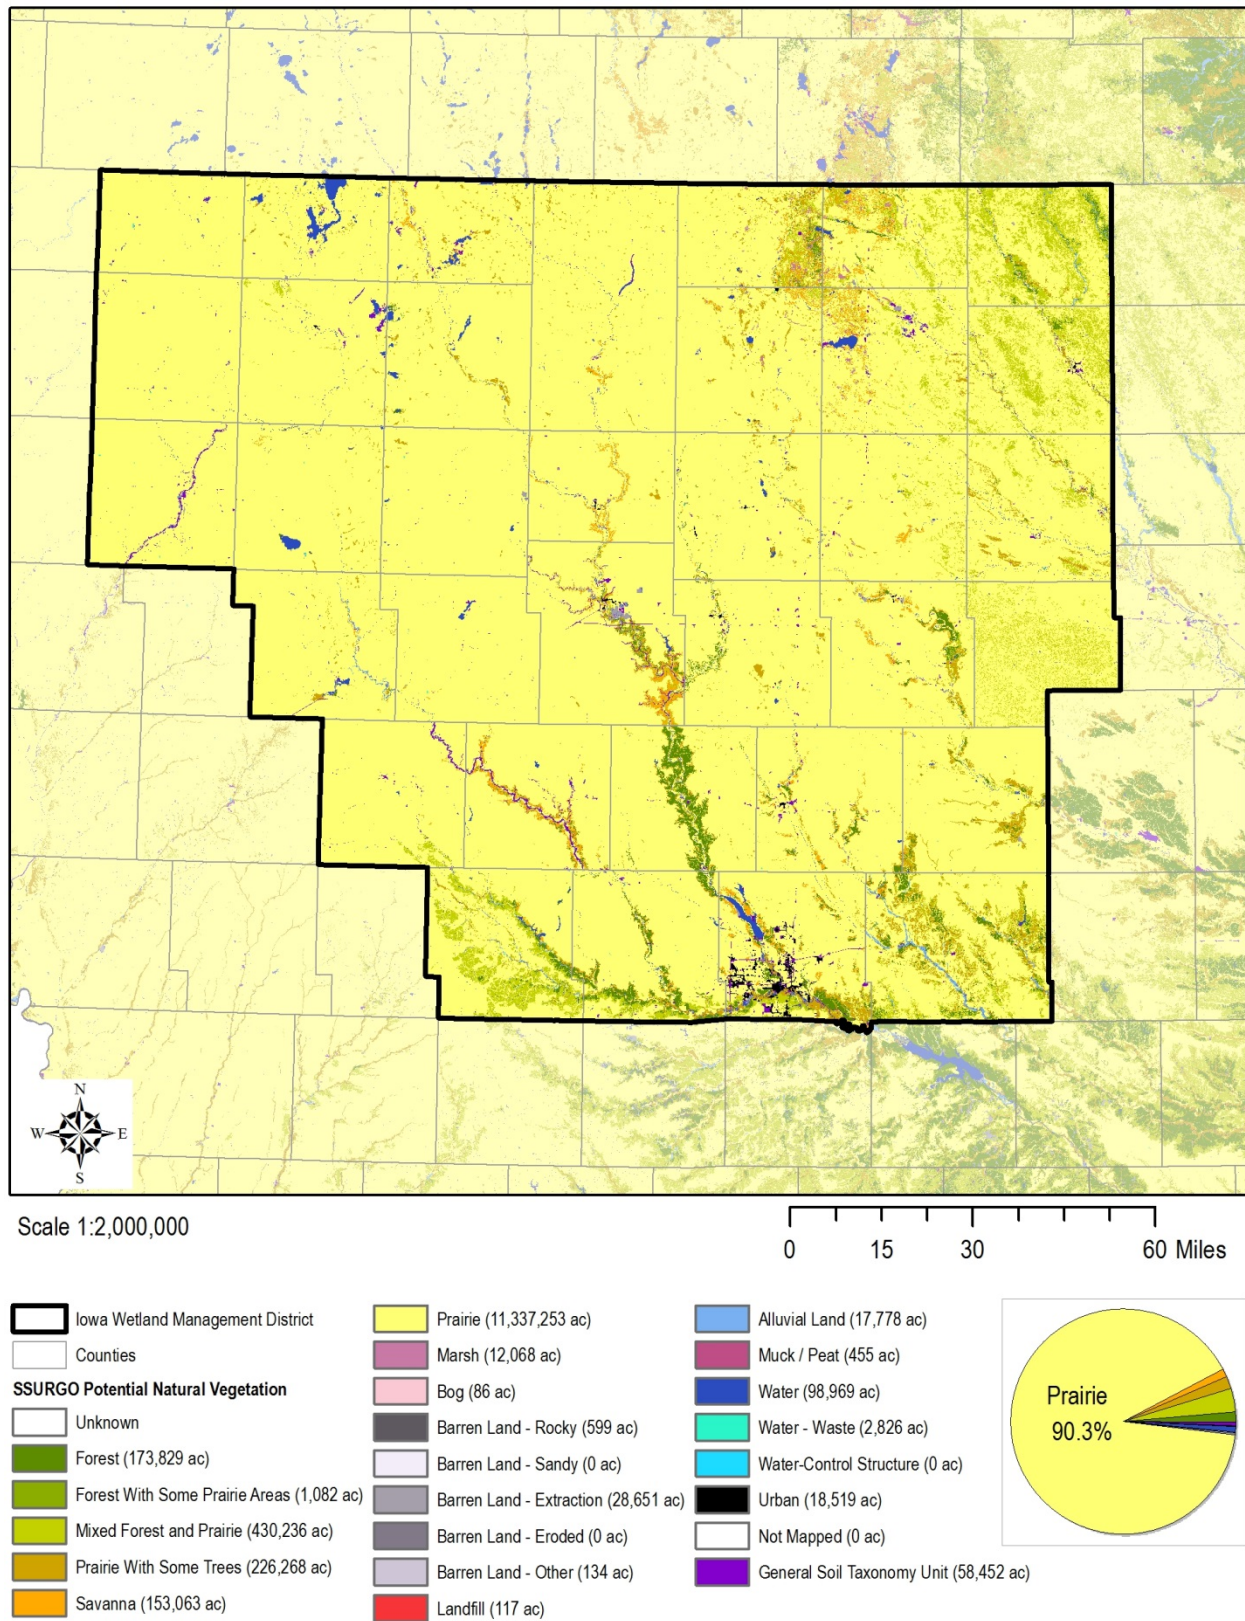 N
W E
S
Scale 1:2,000,000
0 15 30 60 Miles
Iowa Wetland Management District
Counties
SSURGO Potential Natural Vegetation
Unknown
Forest (173,829 ac)
Forest With Some Prairie Areas (1,082 ac)
Mixed Forest and Prairie (430,236 ac)
Prairie With Some Trees (226,268 ac)
Savanna (153,063 ac)
Prairie (11,337,253 ac)
Marsh (12,068 ac)
Bog (86 ac)
Barren Land - Rocky (599 ac)
Barren Land - Sandy (0 ac)
Barren Land - Extraction (28,651 ac)
Barren Land - Eroded (0 ac)
Barren Land - Other (134 ac)
Landfill (117 ac)
Alluvial Land (17,778 ac)
Muck / Peat (455 ac)
Water (98,969 ac)
Water - Waste (2,826 ac)
Water-Control Structure (0 ac)
Urban (18,519 ac)
Not Mapped (0 ac)
General Soil Taxonomy Unit (58,452 ac)
Prairie
90.3%